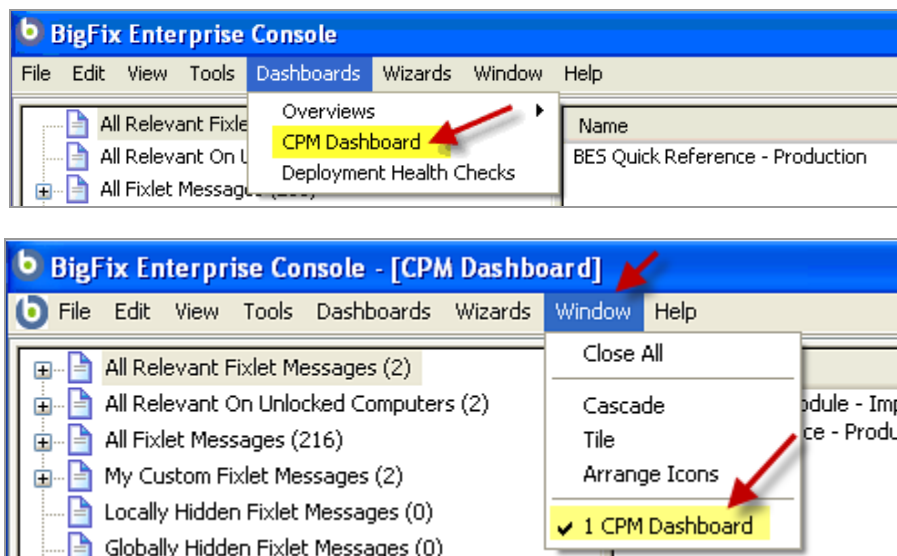 BigFix Enterprise Console
File Edit View Tools Dashboards Wizards Window Help
All Relevant Fixle
Overviews
Name
All Relevant On
CPM Dashboard
BES Quick Reference - Production
All Fixlet Messag
Deployment Health Checks
BigFix Enterprise Console - [CPM Dashboard]
File Edit View Tools Dashboards Wizards Window Help
All Relevant Fixlet Messages (2)
Close All
All Relevant On Unlocked Computers (2)
Cascade
odule - Imp
All Fixlet Messages (216)
Tile
ce - Produ
My Custom Fixlet Messages (2)
Arrange Icons
Locally Hidden Fixlet Messages (0)
1 CPM Dashboard
Globally Hidden Fixlet Messages (0)